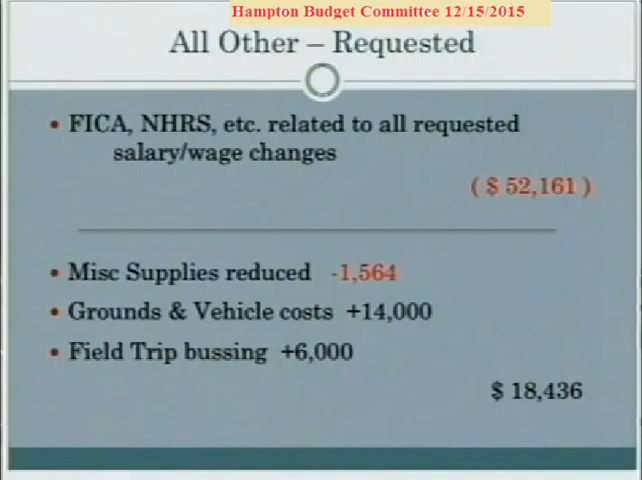 Hampton Budget Committee 12/15/2015
All Other – Requested
• FICA, NHRS, etc. related to all requested
salary/wage changes
( $ 52,161 )
• Misc Supplies reduced -1,564
• Grounds & Vehicle costs +14,000
• Field Trip bussing +6,000
$ 18,436